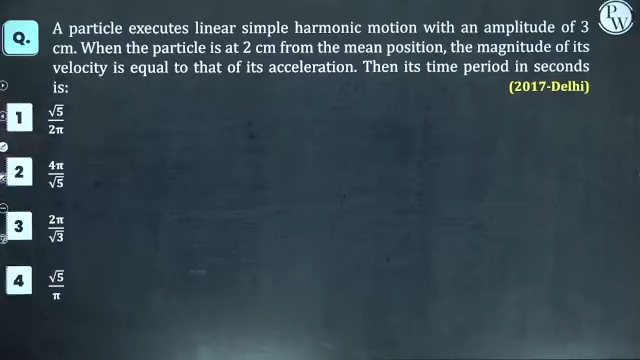 Q. A particle executes linear simple harmonic motion with an amplitude of 3
cm. When the particle is at 2 cm from the mean position, the magnitude of its
velocity is equal to that of its acceleration. Then its time period in seconds
is: (2017-Delhi)
1 √5/2π
2 4π/√5
3 2π/√3
4 √5/π
PW